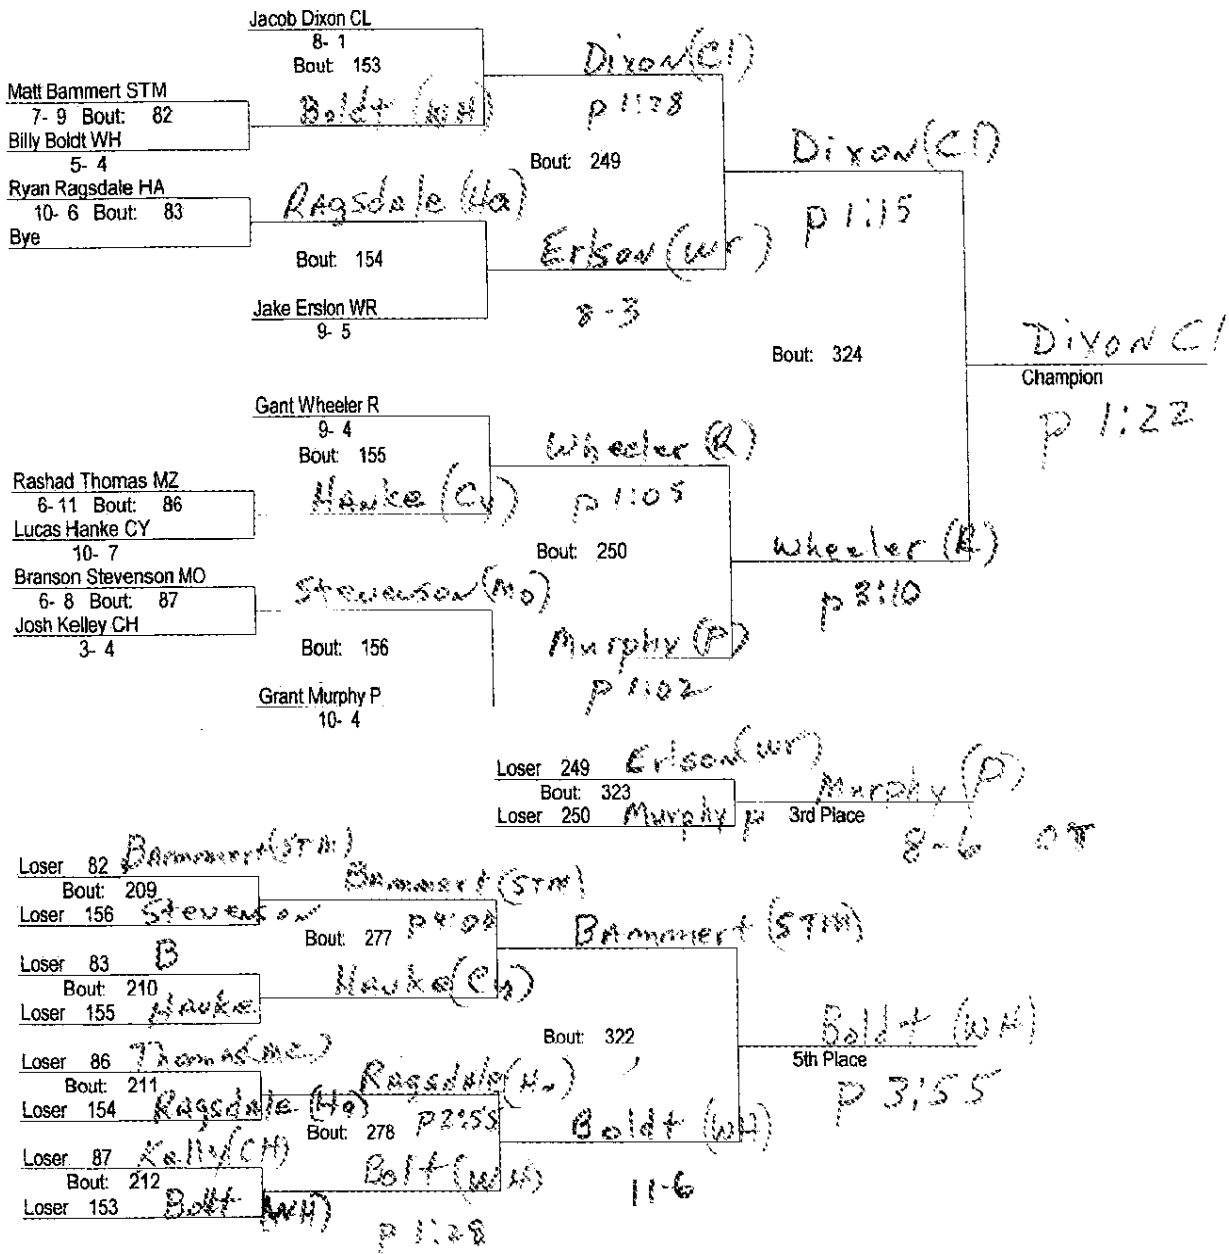 Jacob Dixon CL
8- 1
Bout: 153
Dixon (Cl)
p 1:28
Matt Bammert STM
7- 9 Bout: 82
Billy Boldt WH
5- 4
Boldt (WH)
Bout: 249
Dixon (Cl)
p 1:15
Ryan Ragsdale HA
10- 6 Bout: 83
Bye
Ragsdale (Ha)
Bout: 154
Erlson (Wr)
8-3
Jake Erslon WR
9- 5
Bout: 324
Dixon Cl
Champion
p 1:22
Gant Wheeler R
9- 4
Bout: 155
Wheeler (R)
p 1:05
Rashad Thomas MZ
6- 11 Bout: 86
Lucas Hanke CY
10- 7
Hanke (Cy)
Bout: 250
Wheeler (R)
p 3:10
Branson Stevenson MO
6- 8 Bout: 87
Josh Kelley CH
3- 4
Stevenson (Mo)
Bout: 156
Murphy (P)
p 1:02
Grant Murphy P
10- 4
Loser 249 Erlson (Wr)
Bout: 323
Loser 250 Murphy P
Murphy (P)
3rd Place
8-6 OT
Loser 82 Bammert (STM)
Bout: 209
Loser 156 Stevenson
Bammert (STM)
p 4:00
Bout: 277
Bammert (STM)
Loser 83 B
Bout: 210
Loser 155 Hanke
Hanke (Cy)
Bout: 322
Boldt (WH)
5th Place
p 3:55
Loser 86 Thomas
Bout: 211
Loser 154 Ragsdale (Ha)
Ragsdale (Ha)
p 2:55
Bout: 278
Boldt (WH)
11-6
Loser 87 Kelly (CH)
Bout: 212
Loser 153 Boltt (WH)
Bolt (WH)
p 1:28